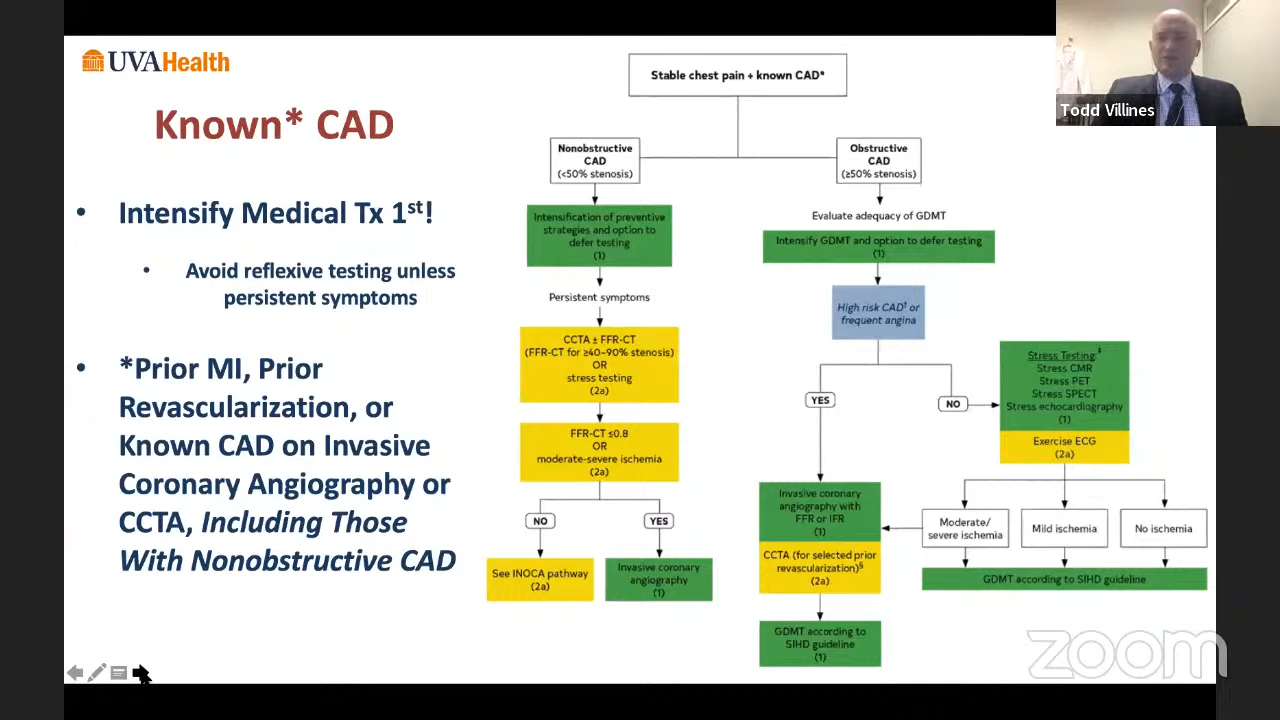 UVAHealth
Known* CAD
• Intensify Medical Tx 1st!
• Avoid reflexive testing unless
persistent symptoms
• *Prior MI, Prior
Revascularization, or
Known CAD on Invasive
Coronary Angiography or
CCTA, Including Those
With Nonobstructive CAD
Stable chest pain + known CAD*
Nonobstructive
CAD
(<50% stenosis)
Intensification of preventive
strategies and option to
defer testing
(1)
Persistent symptoms
CCTA ± FFR-CT
(FFR-CT for ≥40–90% stenosis)
OR
stress testing
(2a)
FFR-CT ≤0.8
OR
moderate-severe ischemia
(2a)
NO
YES
See INOCA pathway
(2a)
Invasive coronary
angiography
(1)
Obstructive
CAD
(≥50% stenosis)
Evaluate adequacy of GDMT
Intensify GDMT and option to defer testing
(1)
High risk CAD† or
frequent angina
YES
NO
Stress Testing:‡
Stress CMR
Stress PET
Stress SPECT
Stress echocardiography
(1)
Exercise ECG
(2a)
Invasive coronary
angiography with
FFR or IFR
(1)
CCTA (for selected prior
revascularization)§
(2a)
GDMT according to
SIHD guideline
(1)
Moderate/
severe ischemia
Mild ischemia
No ischemia
GDMT according to SIHD guideline
Todd Villines
zoom